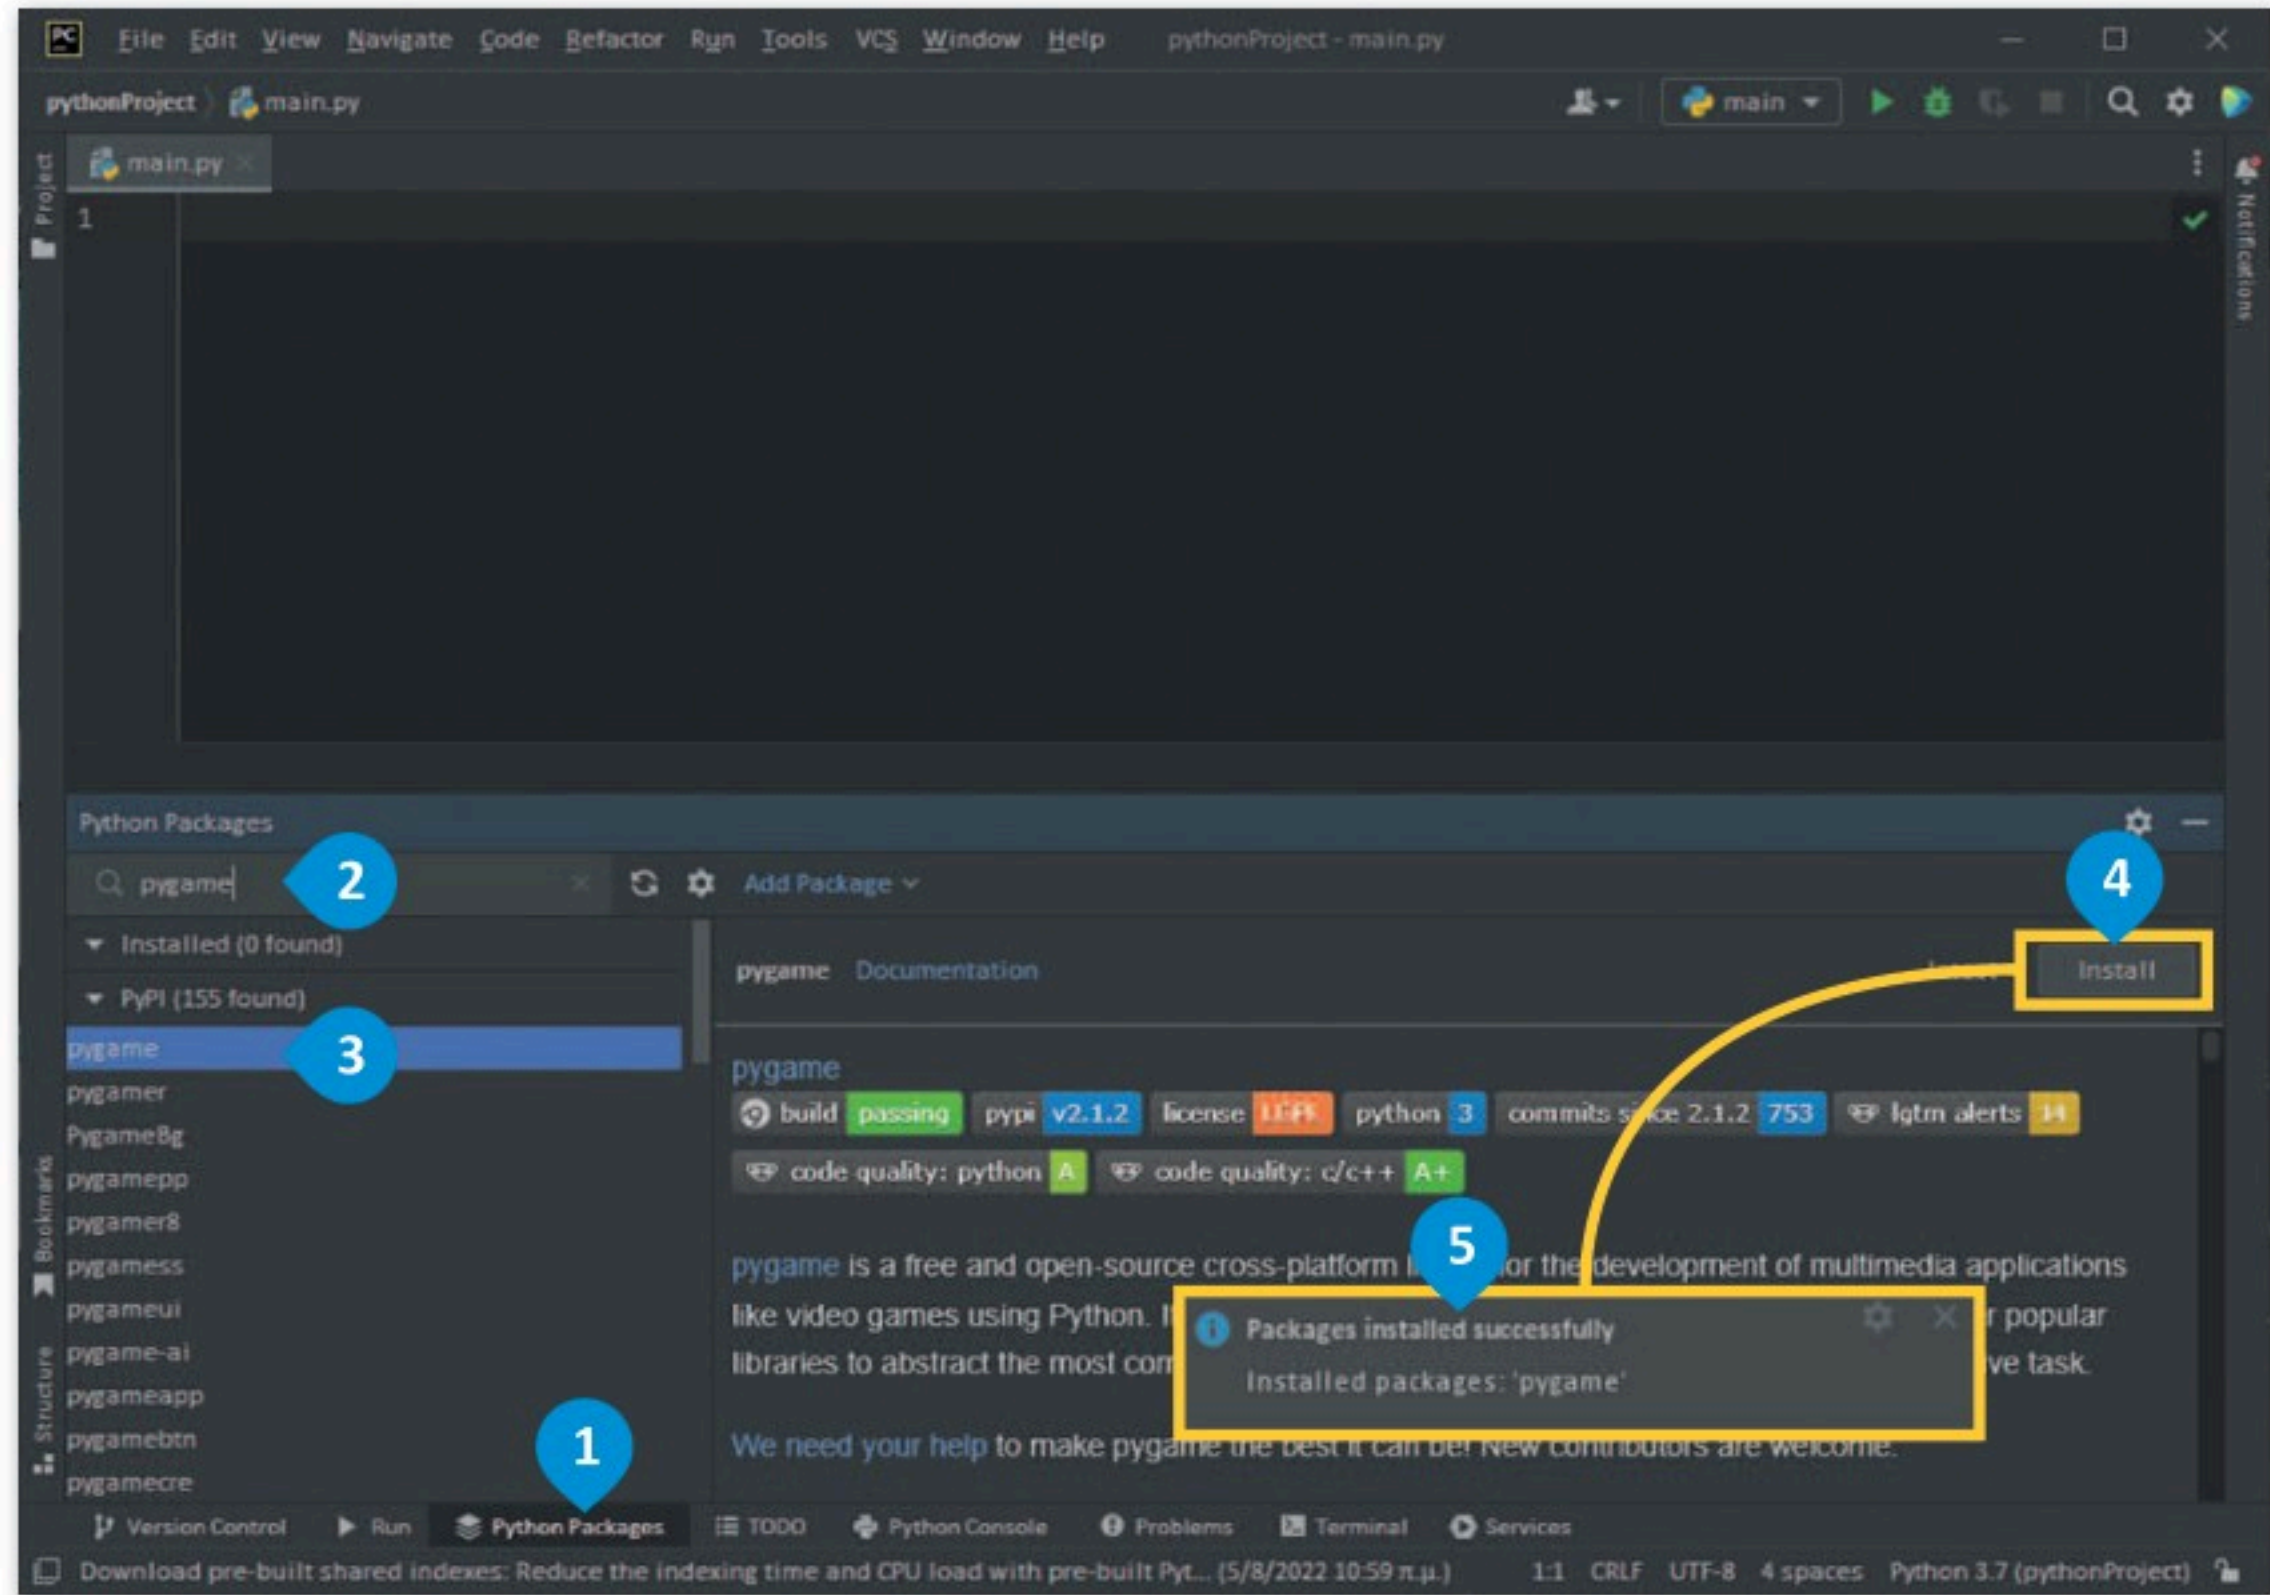 PC File Edit View Navigate Code Refactor Run Tools VCS Window Help pythonProject - main.py
pythonProject main.py main
Project
main.py
1
Notifications
Python Packages
pygame 2 Add Package 4
Installed (0 found)
pygame Documentation Install
PyPI (155 found)
pygame 3
pygamer
PygameBg
pygamepp
pygamer8
pygamess
pygameui
pygame-ai
pygameapp
pygamebtn
pygamecre
pygame
build passing pypi v2.1.2 license python 3 commits since 2.1.2 753 lgtm alerts 14
code quality: python A code quality: c/c++ A+
5
pygame is a free and open-source cross-platform or the development of multimedia applications
like video games using Python. r popular
libraries to abstract the most com ve task.
Packages installed successfully
Installed packages: 'pygame'
We need your help to make pygame the best it can be! New contributors are welcome.
Bookmarks
Structure
1
Version Control Run Python Packages TODO Python Console Problems Terminal Services
Download pre-built shared indexes: Reduce the indexing time and CPU load with pre-built Pyt... (5/8/2022 10:59 π.μ.) 1:1 CRLF UTF-8 4 spaces Python 3.7 (pythonProject)